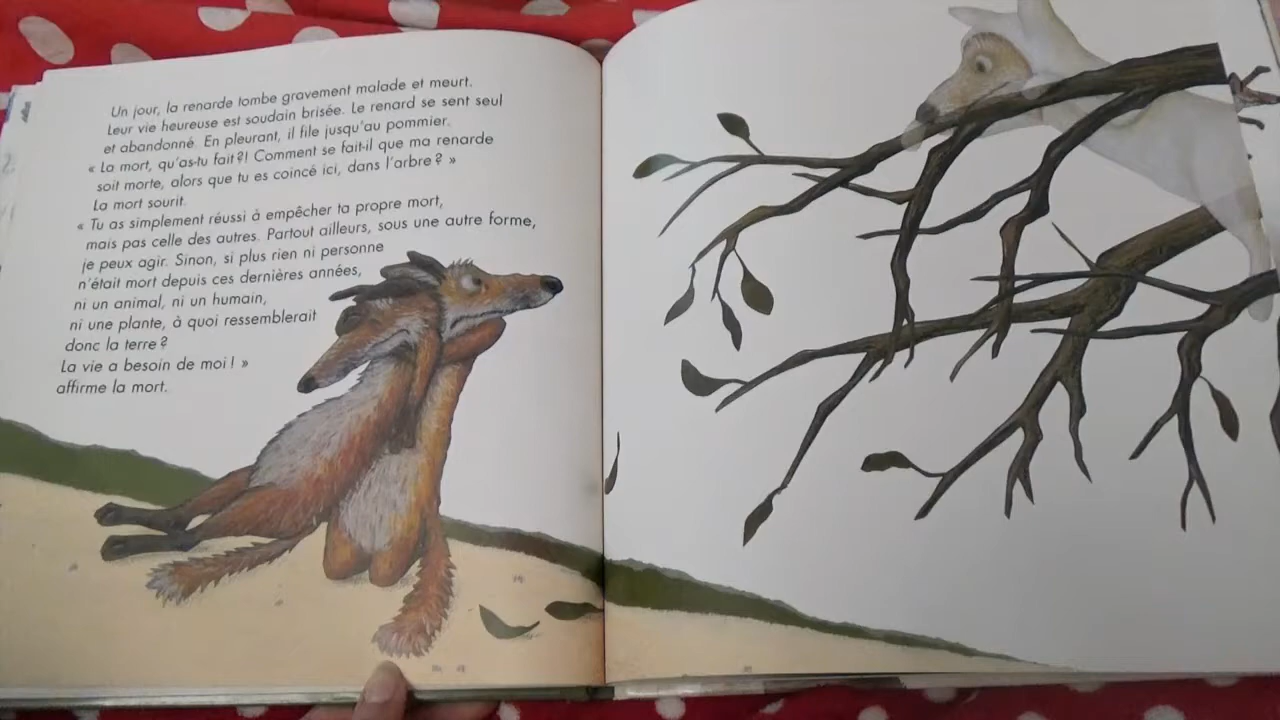 Un jour, la renarde tombe gravement malade et meurt.
Leur vie heureuse est soudain brisée. Le renard se sent seul
et abandonné. En pleurant, il file jusqu'au pommier.
« La mort, qu'as-tu fait ?! Comment se fait-il que ma renarde
soit morte, alors que tu es coincé ici, dans l'arbre ? »
La mort sourit.
« Tu as simplement réussi à empêcher ta propre mort,
mais pas celle des autres. Partout ailleurs, sous une autre forme,
je peux agir. Sinon, si plus rien ni personne
n'était mort depuis ces dernières années,
ni un animal, ni un humain,
ni une plante, à quoi ressemblerait
donc la terre ?
La vie a besoin de moi ! »
affirme la mort.